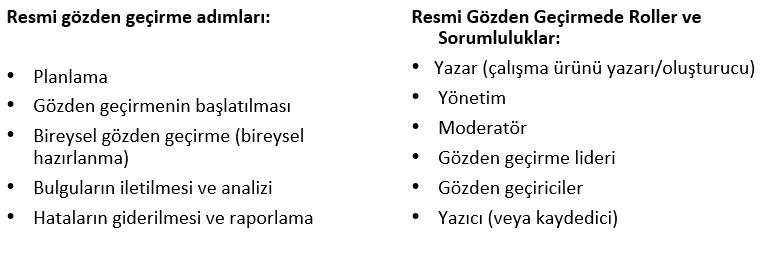 Resmi gözden geçirme adımları:
• Planlama
• Gözden geçirmenin başlatılması
• Bireysel gözden geçirme (bireysel
hazırlanma)
• Bulguların iletilmesi ve analizi
• Hataların giderilmesi ve raporlama
Resmi Gözden Geçirmede Roller ve
Sorumluluklar:
• Yazar (çalışma ürünü yazarı/oluşturucu)
• Yönetim
• Moderatör
• Gözden geçirme lideri
• Gözden geçiriciler
• Yazıcı (veya kaydedici)